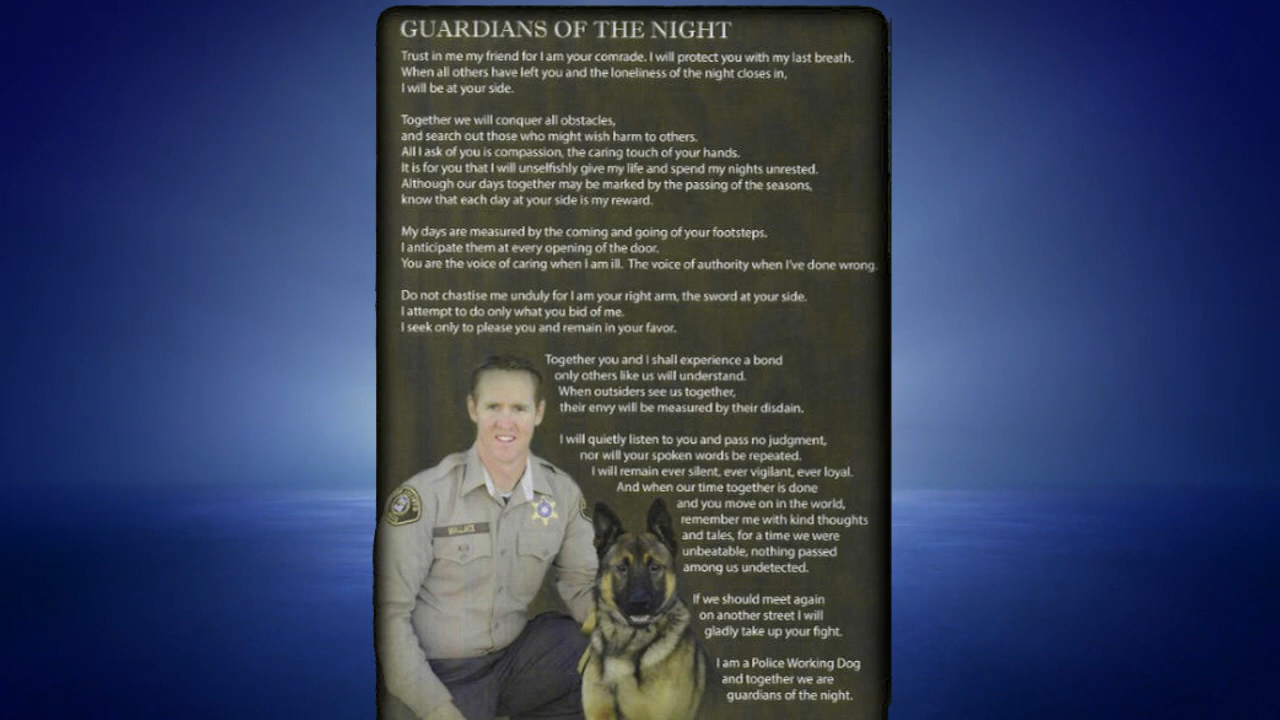 GUARDIANS OF THE NIGHT
Trust in me my friend for I am your comrade. I will protect you with my last breath.
When all others have left you and the loneliness of the night closes in,
I will be at your side.
Together we will conquer all obstacles,
and search out those who might wish harm to others.
All I ask of you is compassion, the caring touch of your hands.
It is for you that I will unselfishly give my life and spend my nights unrested.
Although our days together may be marked by the passing of the seasons,
know that each day at your side is my reward.
My days are measured by the coming and going of your footsteps.
I anticipate them at every opening of the door.
You are the voice of caring when I am ill. The voice of authority when I've done wrong.
Do not chastise me unduly for I am your right arm, the sword at your side.
I attempt to do only what you bid of me.
I seek only to please you and remain in your favor.
Together you and I shall experience a bond
only others like us will understand.
When outsiders see us together,
their envy will be measured by their disdain.
I will quietly listen to you and pass no judgment,
nor will your spoken words be repeated.
I will remain ever silent, ever vigilant, ever loyal.
And when our time together is done
and you move on in the world,
remember me with kind thoughts
and tales, for a time we were
unbeatable, nothing passed
among us undetected.
If we should meet again
on another street I will
gladly take up your fight.
I am a Police Working Dog
and together we are
guardians of the night.
WALLACE